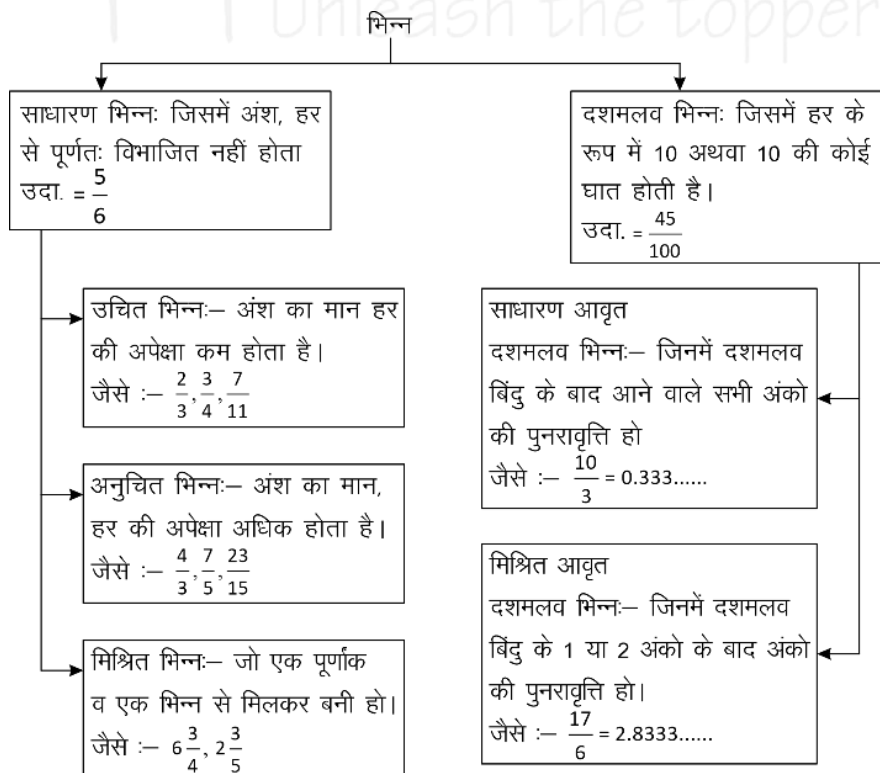 Unleash the topper
भिन्न
साधारण भिन्नः जिसमें अंश, हर
से पूर्णतः विभाजित नहीं होता
उदा. = 5/6
दशमलव भिन्नः जिसमें हर के
रूप में 10 अथवा 10 की कोई
घात होती है।
उदा. = 45/100
उचित भिन्नः– अंश का मान हर
की अपेक्षा कम होता है।
जैसे :– 2/3, 3/4, 7/11
अनुचित भिन्नः– अंश का मान,
हर की अपेक्षा अधिक होता है।
जैसे :– 4/3, 7/5, 23/15
मिश्रित भिन्नः– जो एक पूर्णांक
व एक भिन्न से मिलकर बनी हो।
जैसे :– 6 3/4, 2 3/5
साधारण आवृत
दशमलव भिन्नः– जिनमें दशमलव
बिंदु के बाद आने वाले सभी अंको
की पुनरावृत्ति हो
जैसे :– 10/3 = 0.333......
मिश्रित आवृत
दशमलव भिन्नः– जिनमें दशमलव
बिंदु के 1 या 2 अंको के बाद अंको
की पुनरावृत्ति हो।
जैसे :– 17/6 = 2.8333......